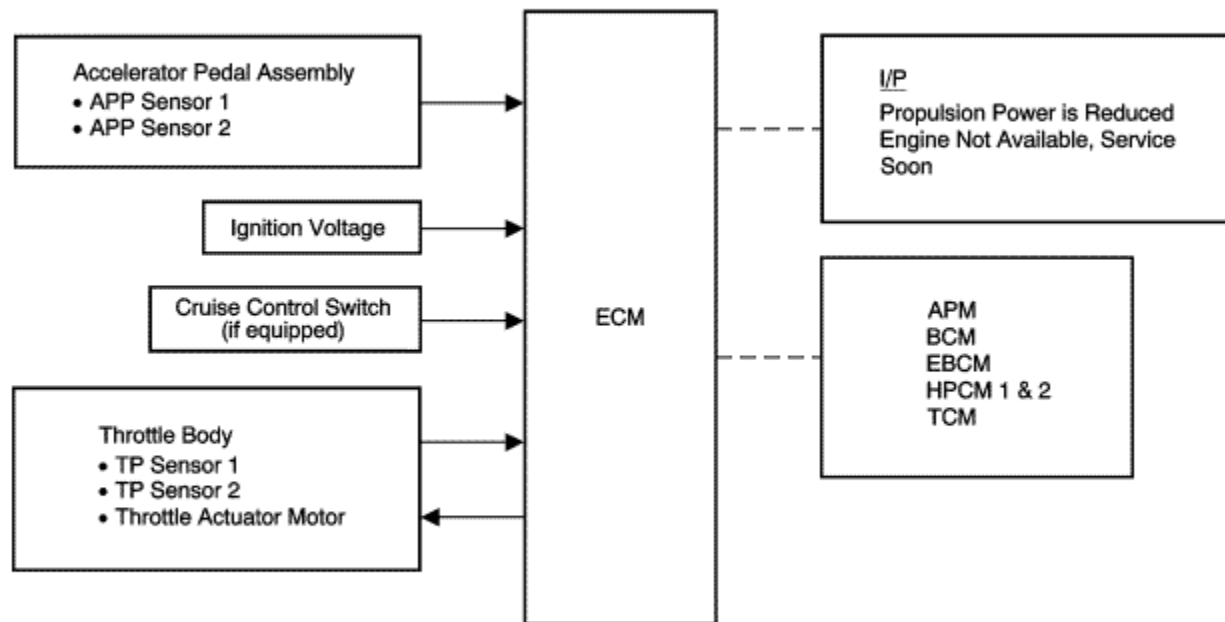 Accelerator Pedal Assembly
• APP Sensor 1
• APP Sensor 2
Ignition Voltage
Cruise Control Switch
(if equipped)
Throttle Body
• TP Sensor 1
• TP Sensor 2
• Throttle Actuator Motor
ECM
I/P
Propulsion Power is Reduced
Engine Not Available, Service
Soon
APM
BCM
EBCM
HPCM 1 & 2
TCM